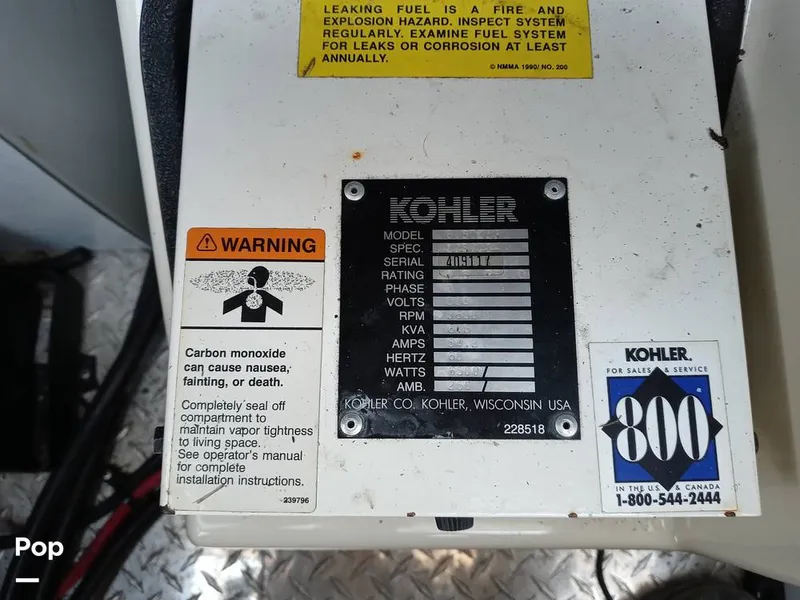 LEAKING FUEL IS A FIRE AND
EXPLOSION HAZARD. INSPECT SYSTEM
REGULARLY. EXAMINE FUEL SYSTEM
FOR LEAKS OR CORROSION AT LEAST
ANNUALLY.
© NMMA 1990/ NO. 200
KOHLER
MODEL
SPEC.
SERIAL
RATING
PHASE
VOLTS
RPM
KVA
AMPS
HERTZ
WATTS
AMB.
KOHLER CO. KOHLER, WISCONSIN USA
228518
WARNING
Carbon monoxide
can cause nausea,
fainting, or death.
Completely seal off
compartment to
maintain vapor tightness
to living space.
See operator's manual
for complete
installation instructions.
239796
KOHLER.
FOR SALES & SERVICE
800
IN THE U.S. & CANADA
1-800-544-2444
Pop